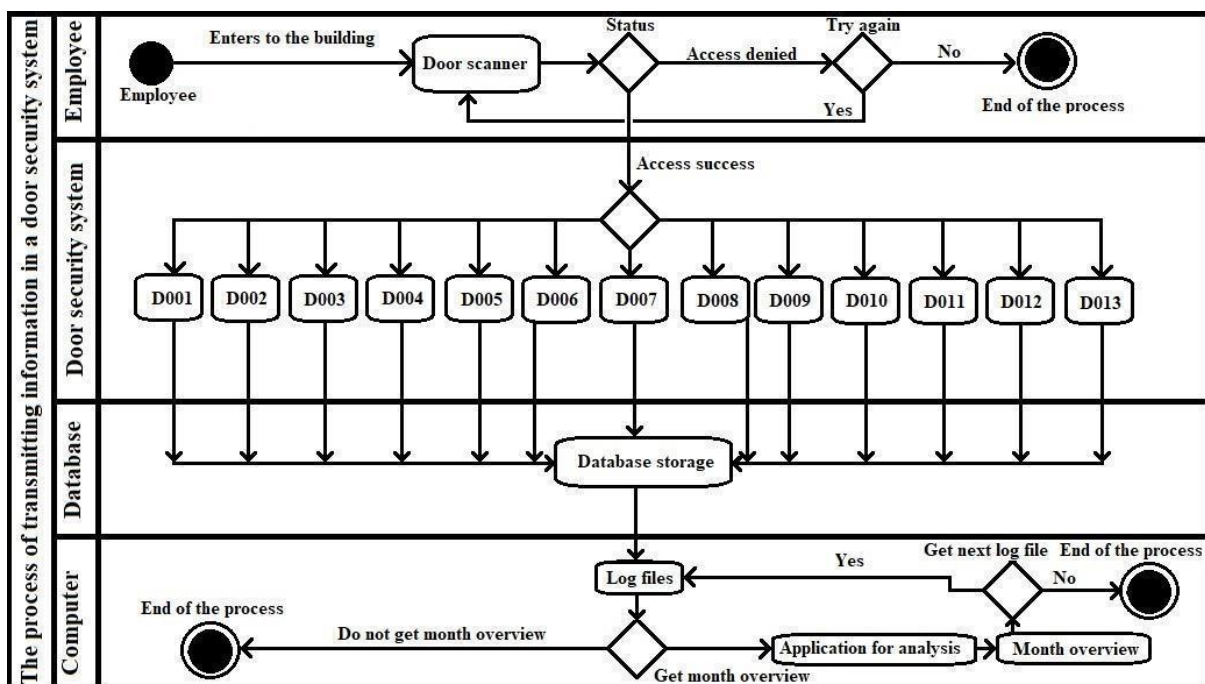 The process of transmitting information in a door security system
Employee
Enters to the building
Employee
Door scanner
Status
Access denied
Try again
No
Yes
End of the process
Door security system
Access success
D001
D002
D003
D004
D005
D006
D007
D008
D009
D010
D011
D012
D013
Database
Database storage
Computer
Log files
Yes
Get next log file
End of the process
No
End of the process
Do not get month overview
Get month overview
Application for analysis
Month overview